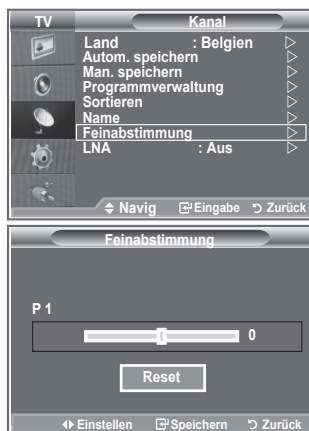 TV Kanal
Land : Belgien
Autom. speichern
Man. speichern
Programmverwaltung
Sortieren
Name
Feinabstimmung
LNA : Aus
Navig Eingabe Zurück
Feinabstimmung
P 1
0
Reset
Einstellen Speichern Zurück